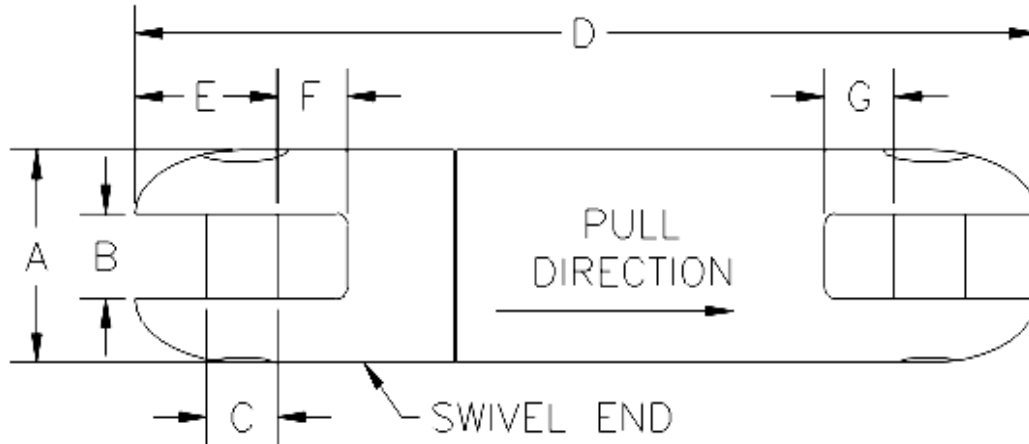 D
E F G
A B
PULL
DIRECTION
C
SWIVEL END